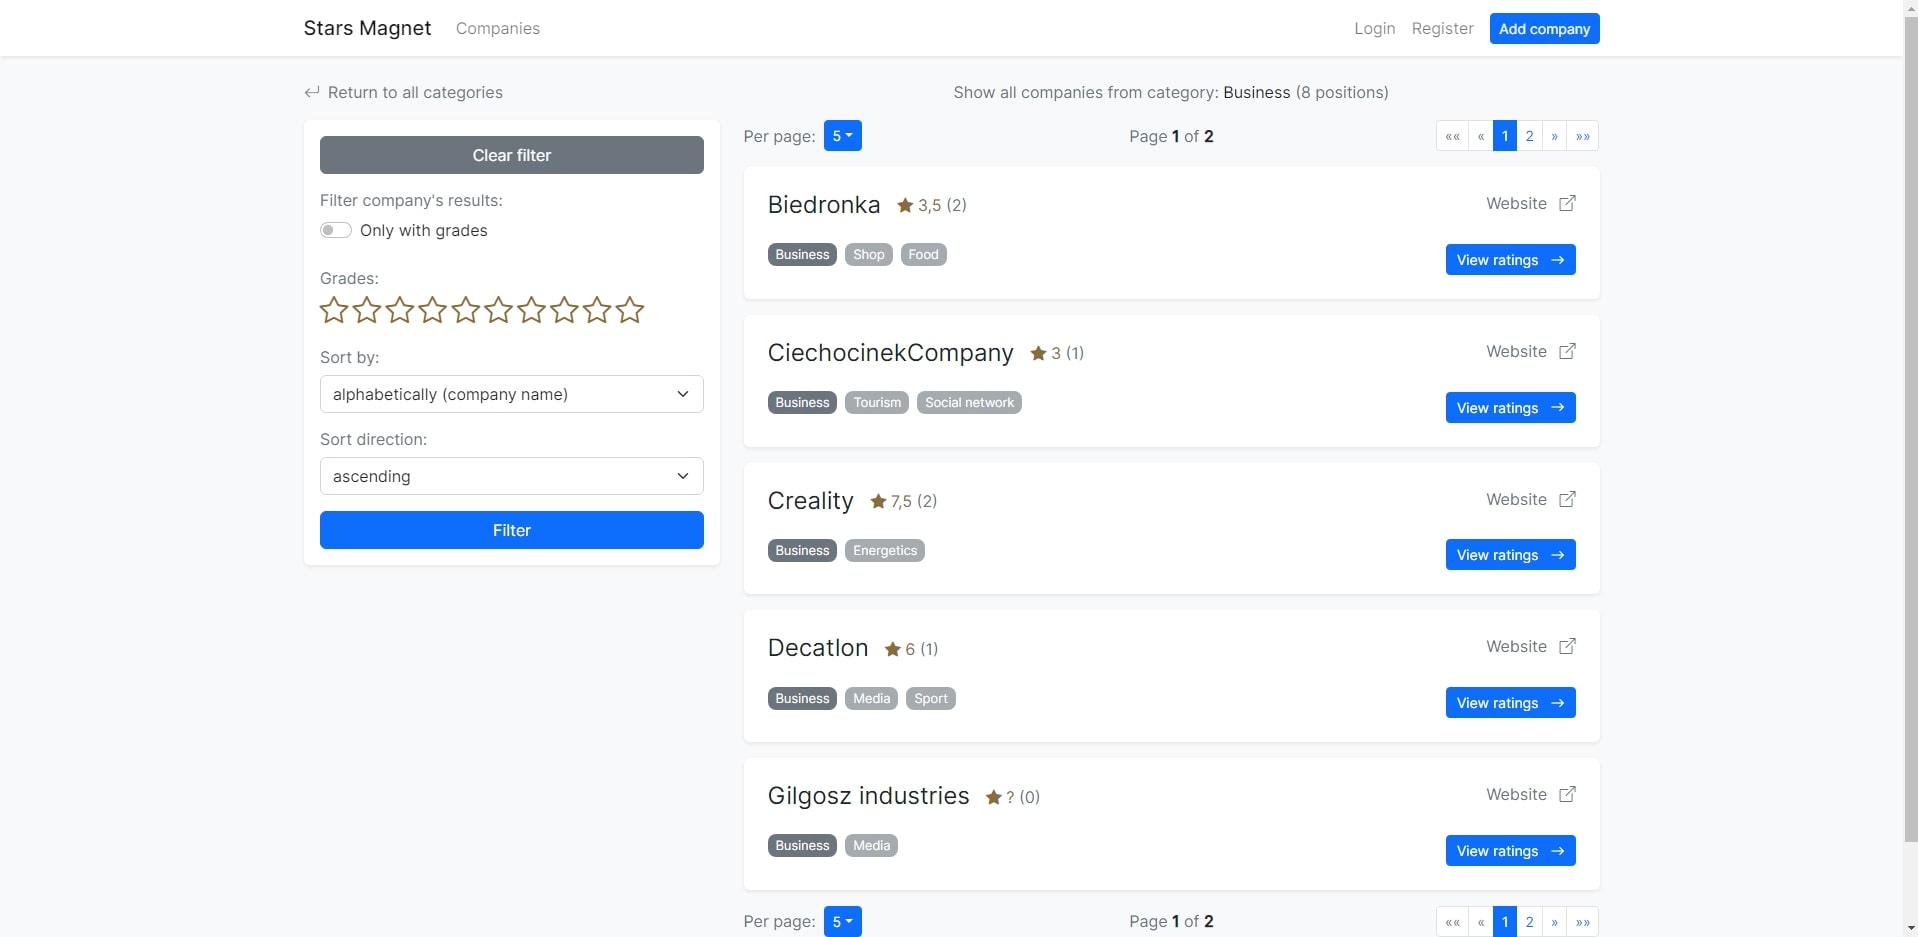 Stars Magnet Companies Login Register Add company
Return to all categories
Show all companies from category: Business (8 positions)
Clear filter
Filter company's results:
Only with grades
Grades:
Sort by:
alphabetically (company name)
Sort direction:
ascending
Filter
Per page: 5 Page 1 of 2 «« « 1 2 » »»
Biedronka 3,5 (2) Website
Business Shop Food View ratings
CiechocinekCompany 3 (1) Website
Business Tourism Social network View ratings
Creality 7,5 (2) Website
Business Energetics View ratings
Decatlon 6 (1) Website
Business Media Sport View ratings
Gilgosz industries ? (0) Website
Business Media View ratings
Per page: 5 Page 1 of 2 «« « 1 2 » »»